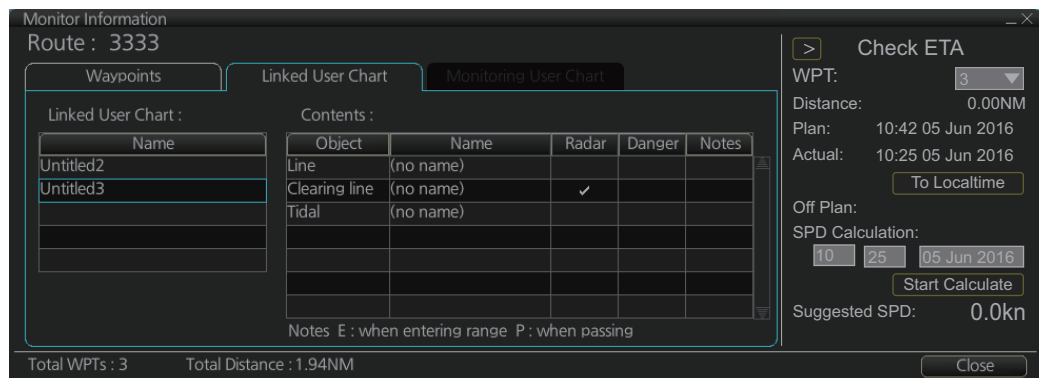 Monitor Information
Route : 3333
Waypoints Linked User Chart Monitoring User Chart
Linked User Chart :
Name
Untitled2
Untitled3
Contents :
Object Name Radar Danger Notes
Line (no name)
Clearing line (no name) ✓
Tidal (no name)
Notes E : when entering range P : when passing
> Check ETA
WPT: 3
Distance: 0.00NM
Plan: 10:42 05 Jun 2016
Actual: 10:25 05 Jun 2016
To Localtime
Off Plan:
SPD Calculation:
10 25 05 Jun 2016
Start Calculate
Suggested SPD: 0.0kn
Total WPTs : 3 Total Distance : 1.94NM Close